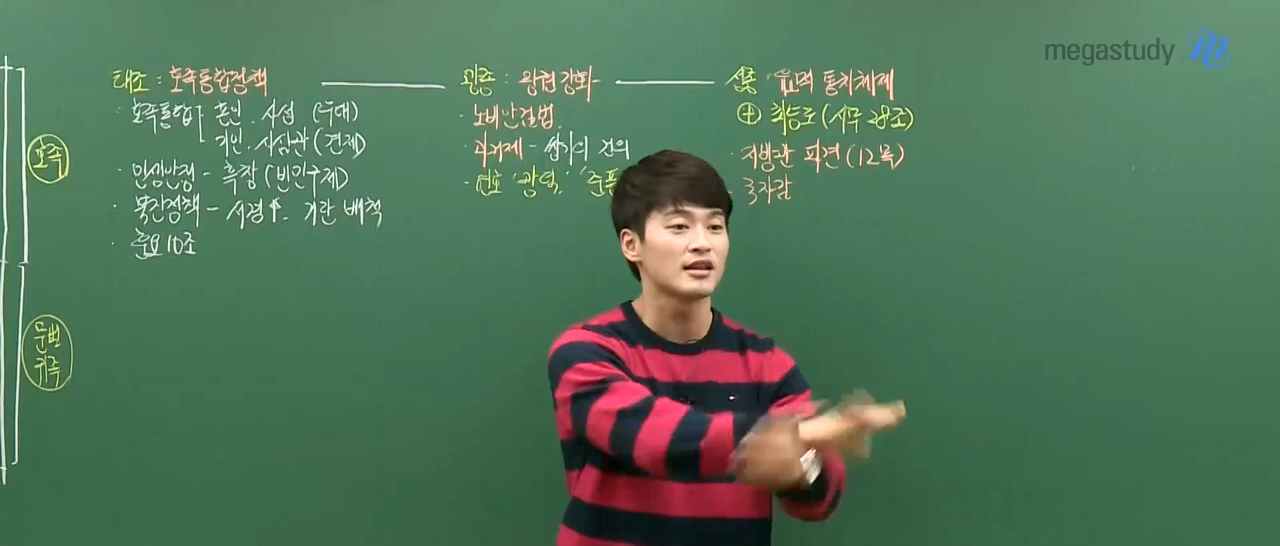 megastudy
태조 : 호족통합정책
· 호족통합 - 혼인. 사성 (우대)
기인. 사심관 (견제)
· 민생안정 - 흑창 (빈민구제)
· 북진정책 - 서경↑. 거란 배척
· 훈요 10조
광종 : 왕권 강화
· 노비안검법.
· 과거제 - 쌍기의 건의
· 연호 '광덕,' '준풍
성종 : 유교적 통치체제
⊕ 최승로 (시무 28조)
· 지방관 파견 (12목)
· 국자감
호족
문벌
귀족